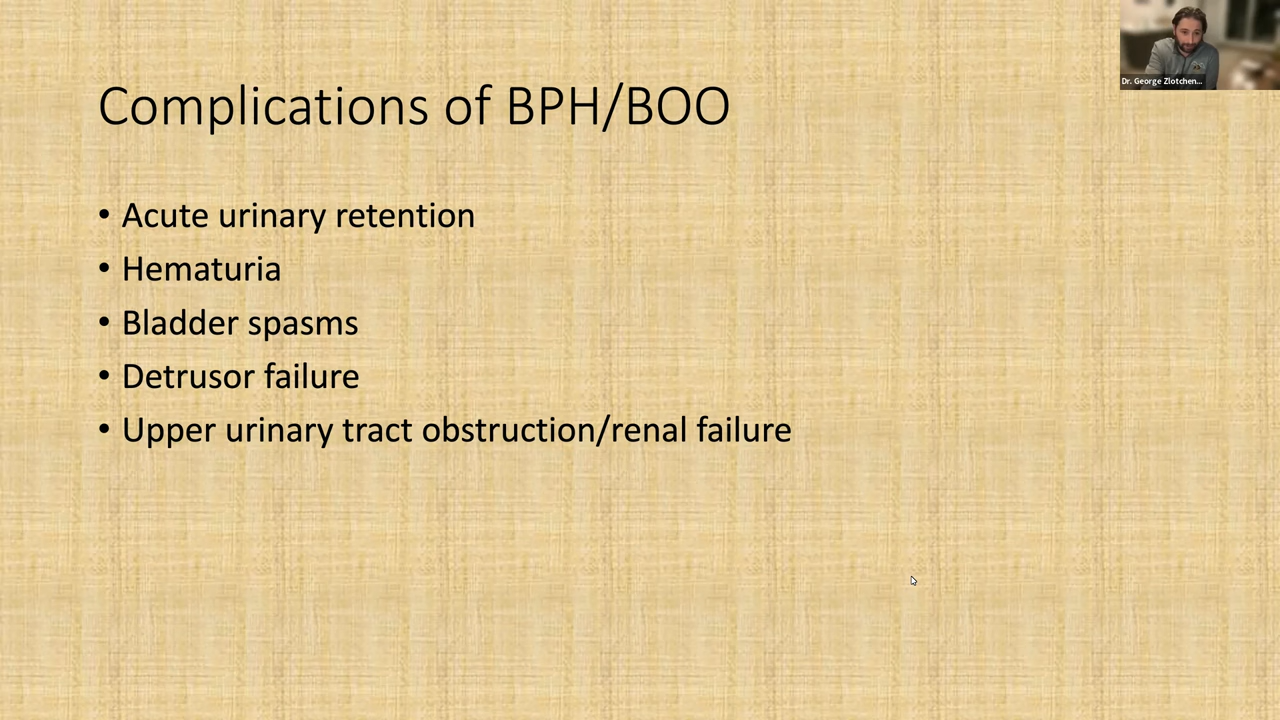 Dr. George Zlotchen...
Complications of BPH/BOO
• Acute urinary retention
• Hematuria
• Bladder spasms
• Detrusor failure
• Upper urinary tract obstruction/renal failure